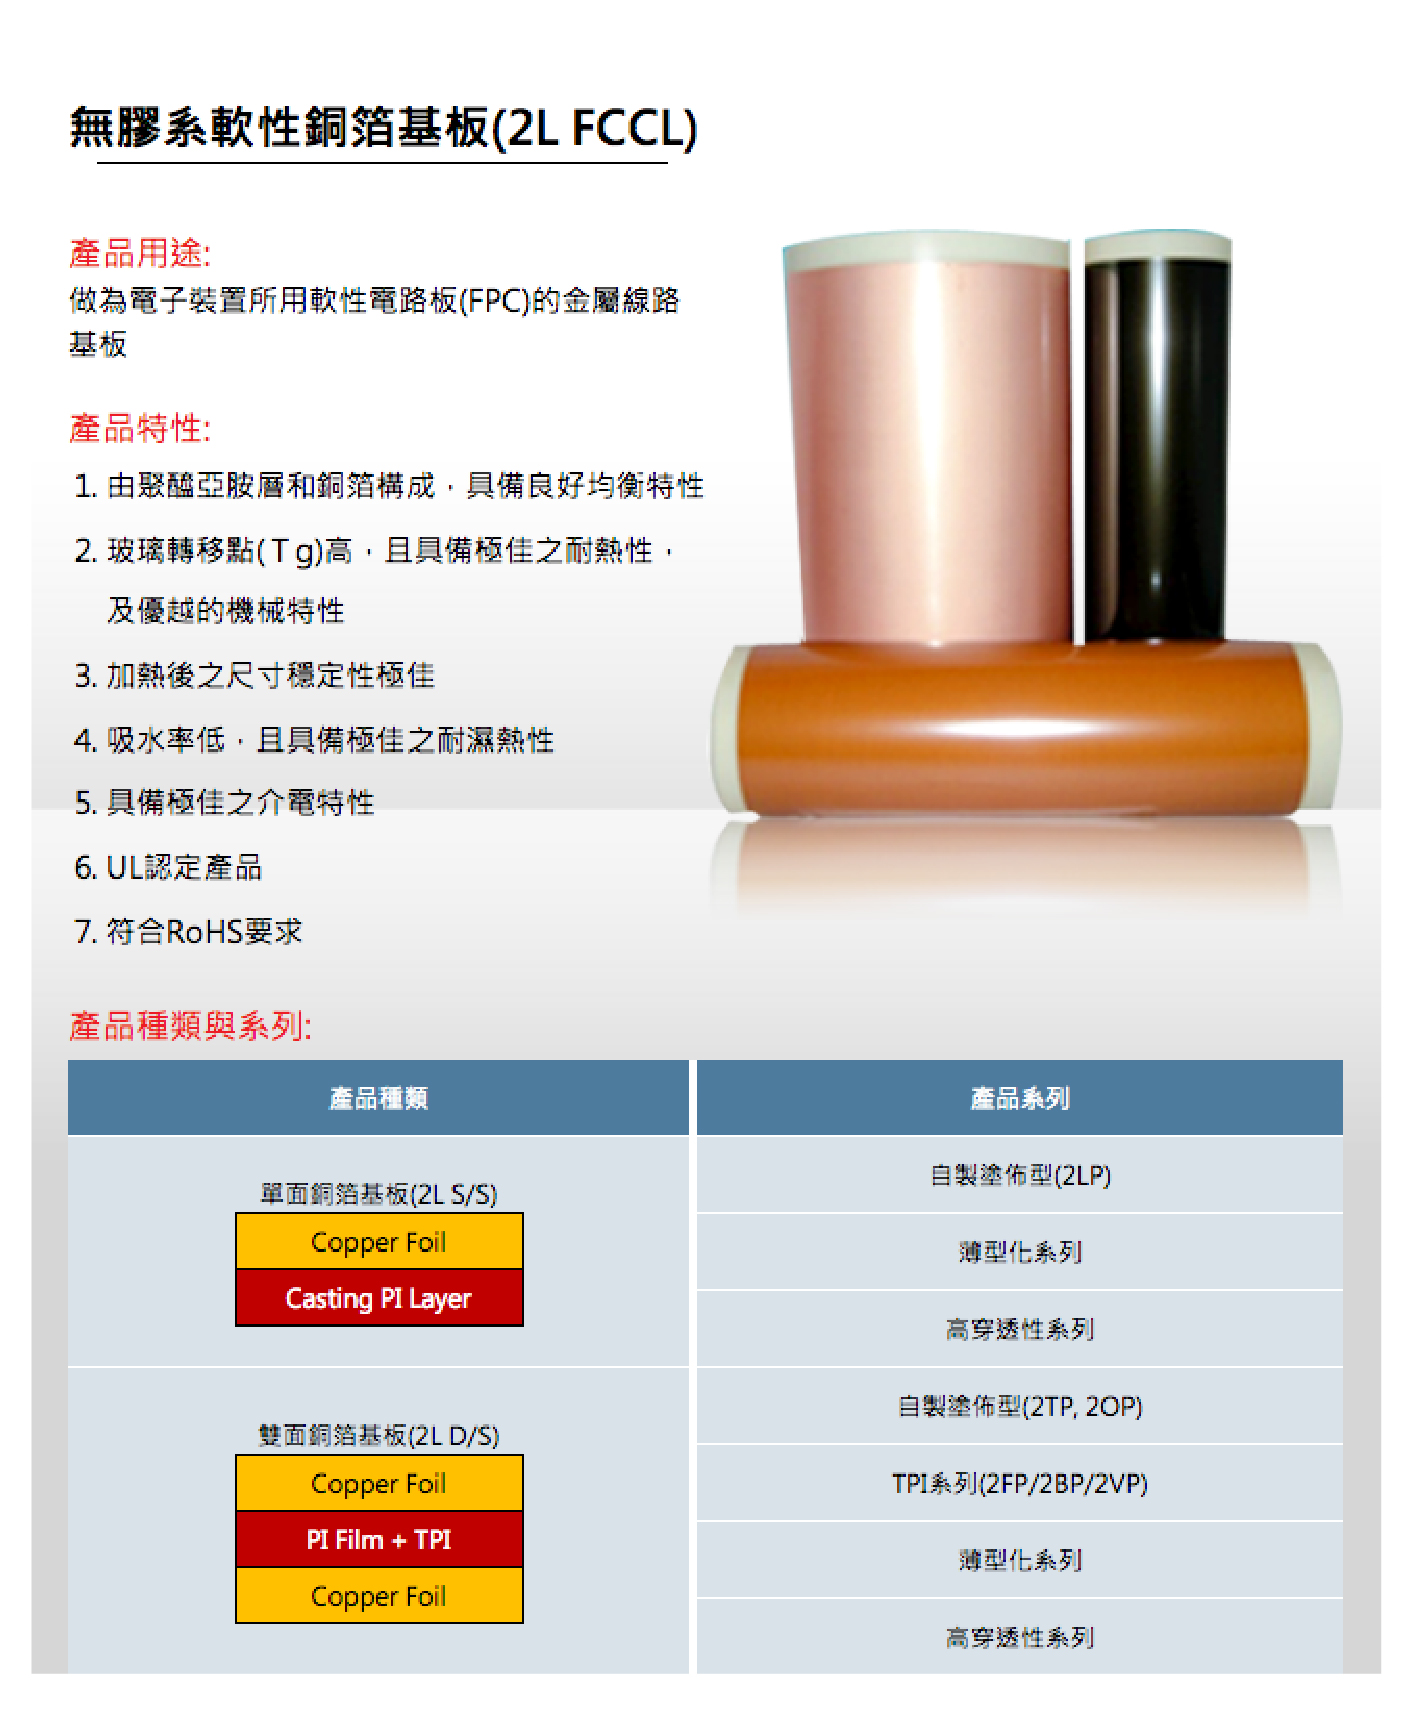 無膠系軟性銅箔基板(2L FCCL)
產品用途:
做為電子裝置所用軟性電路板(FPC)的金屬線路
基板
產品特性:
1. 由聚醯亞胺層和銅箔構成，具備良好均衡特性
2. 玻璃轉移點(T g)高，且具備極佳之耐熱性，
及優越的機械特性
3. 加熱後之尺寸穩定性極佳
4. 吸水率低，且具備極佳之耐濕熱性
5. 具備極佳之介電特性
6. UL認定產品
7. 符合RoHS要求
產品種類與系列:
產品種類
產品系列
單面銅箔基板(2L S/S)
Copper Foil
Casting PI Layer
自製塗佈型(2LP)
薄型化系列
高穿透性系列
雙面銅箔基板(2L D/S)
Copper Foil
PI Film + TPI
Copper Foil
自製塗佈型(2TP, 2OP)
TPI系列(2FP/2BP/2VP)
薄型化系列
高穿透性系列